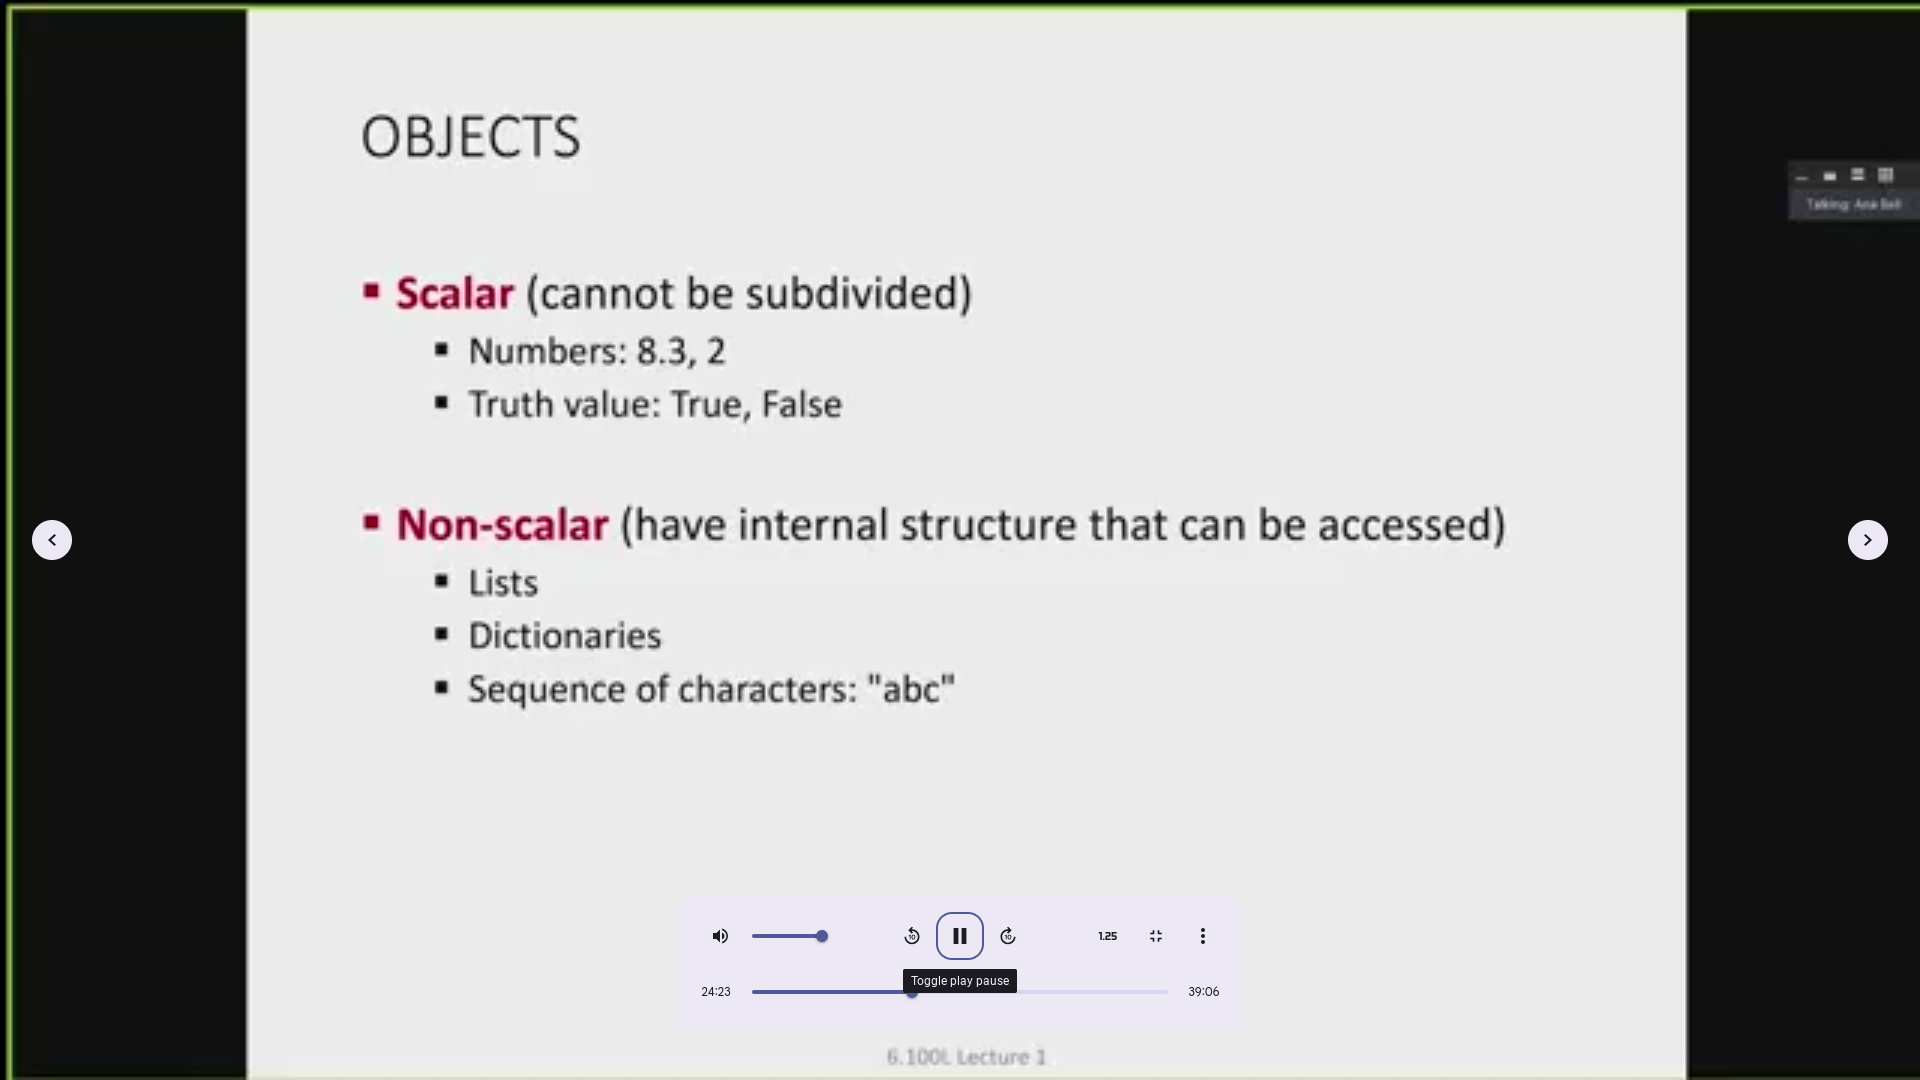 OBJECTS
Talking: Ana Bell
▪ Scalar (cannot be subdivided)
▪ Numbers: 8.3, 2
▪ Truth value: True, False
▪ Non-scalar (have internal structure that can be accessed)
▪ Lists
▪ Dictionaries
▪ Sequence of characters: "abc"
10
10
1.25
Toggle play pause
24:23
39:06
6.100L Lecture 1